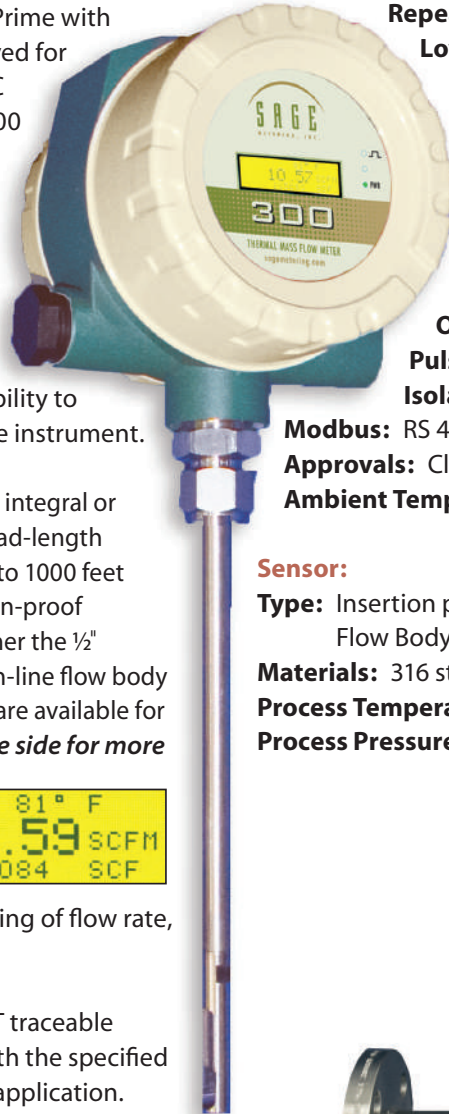 Prime with
for
00
bility to
e instrument.
integral or
ad-length
to 1000 feet
n-proof
her the ½"
n-line flow body
are available for
e side for more
81° F
.59 SCFM
084 SCF
ing of flow rate,
T traceable
th the specified
application.
SAGE
METERING, INC.
10.57
PWR
300
THERMAL MASS FLOW METER
sagemetering.com
Repe
Lo
O
Puls
Isola
Modbus: RS 4
Approvals: Cl
Ambient Temp
Sensor:
Type: Insertion p
Flow Body
Materials: 316 st
Process Tempera
Process Pressure